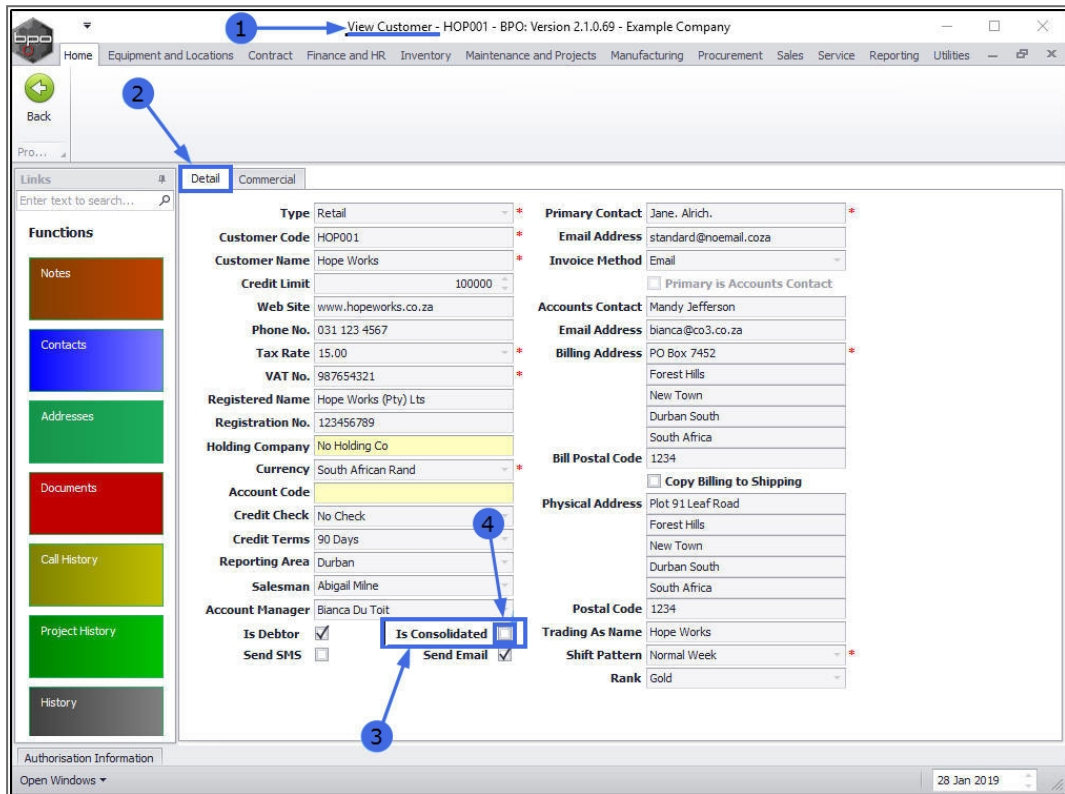 1
View Customer - HOP001 - BPO: Version 2.1.0.69 - Example Company
bpo
Home Equipment and Locations Contract Finance and HR Inventory Maintenance and Projects Manufacturing Procurement Sales Service Reporting Utilities
Back
2
Pro...
Links
Enter text to search...
Functions
Notes
Contacts
Addresses
Documents
Call History
Project History
History
Detail Commercial
Type Retail *
Customer Code HOP001 *
Customer Name Hope Works *
Credit Limit 100000
Web Site www.hopeworks.co.za
Phone No. 031 123 4567
Tax Rate 15.00 *
VAT No. 987654321 *
Registered Name Hope Works (Pty) Lts
Registration No. 123456789
Holding Company No Holding Co
Currency South African Rand *
Account Code
Credit Check No Check
4
Credit Terms 90 Days
Reporting Area Durban
Salesman Abigail Milne
Account Manager Bianca Du Toit
Is Debtor Is Consolidated
Send SMS Send Email
3
Primary Contact Jane. Alrich. *
Email Address standard@noemail.coza
Invoice Method Email
Primary is Accounts Contact
Accounts Contact Mandy Jefferson
Email Address bianca@co3.co.za
Billing Address PO Box 7452 *
Forest Hills
New Town
Durban South
South Africa
Bill Postal Code 1234
Copy Billing to Shipping
Physical Address Plot 91 Leaf Road
Forest Hills
New Town
Durban South
South Africa
Postal Code 1234
Trading As Name Hope Works
Shift Pattern Normal Week *
Rank Gold
Authorisation Information
Open Windows
28 Jan 2019